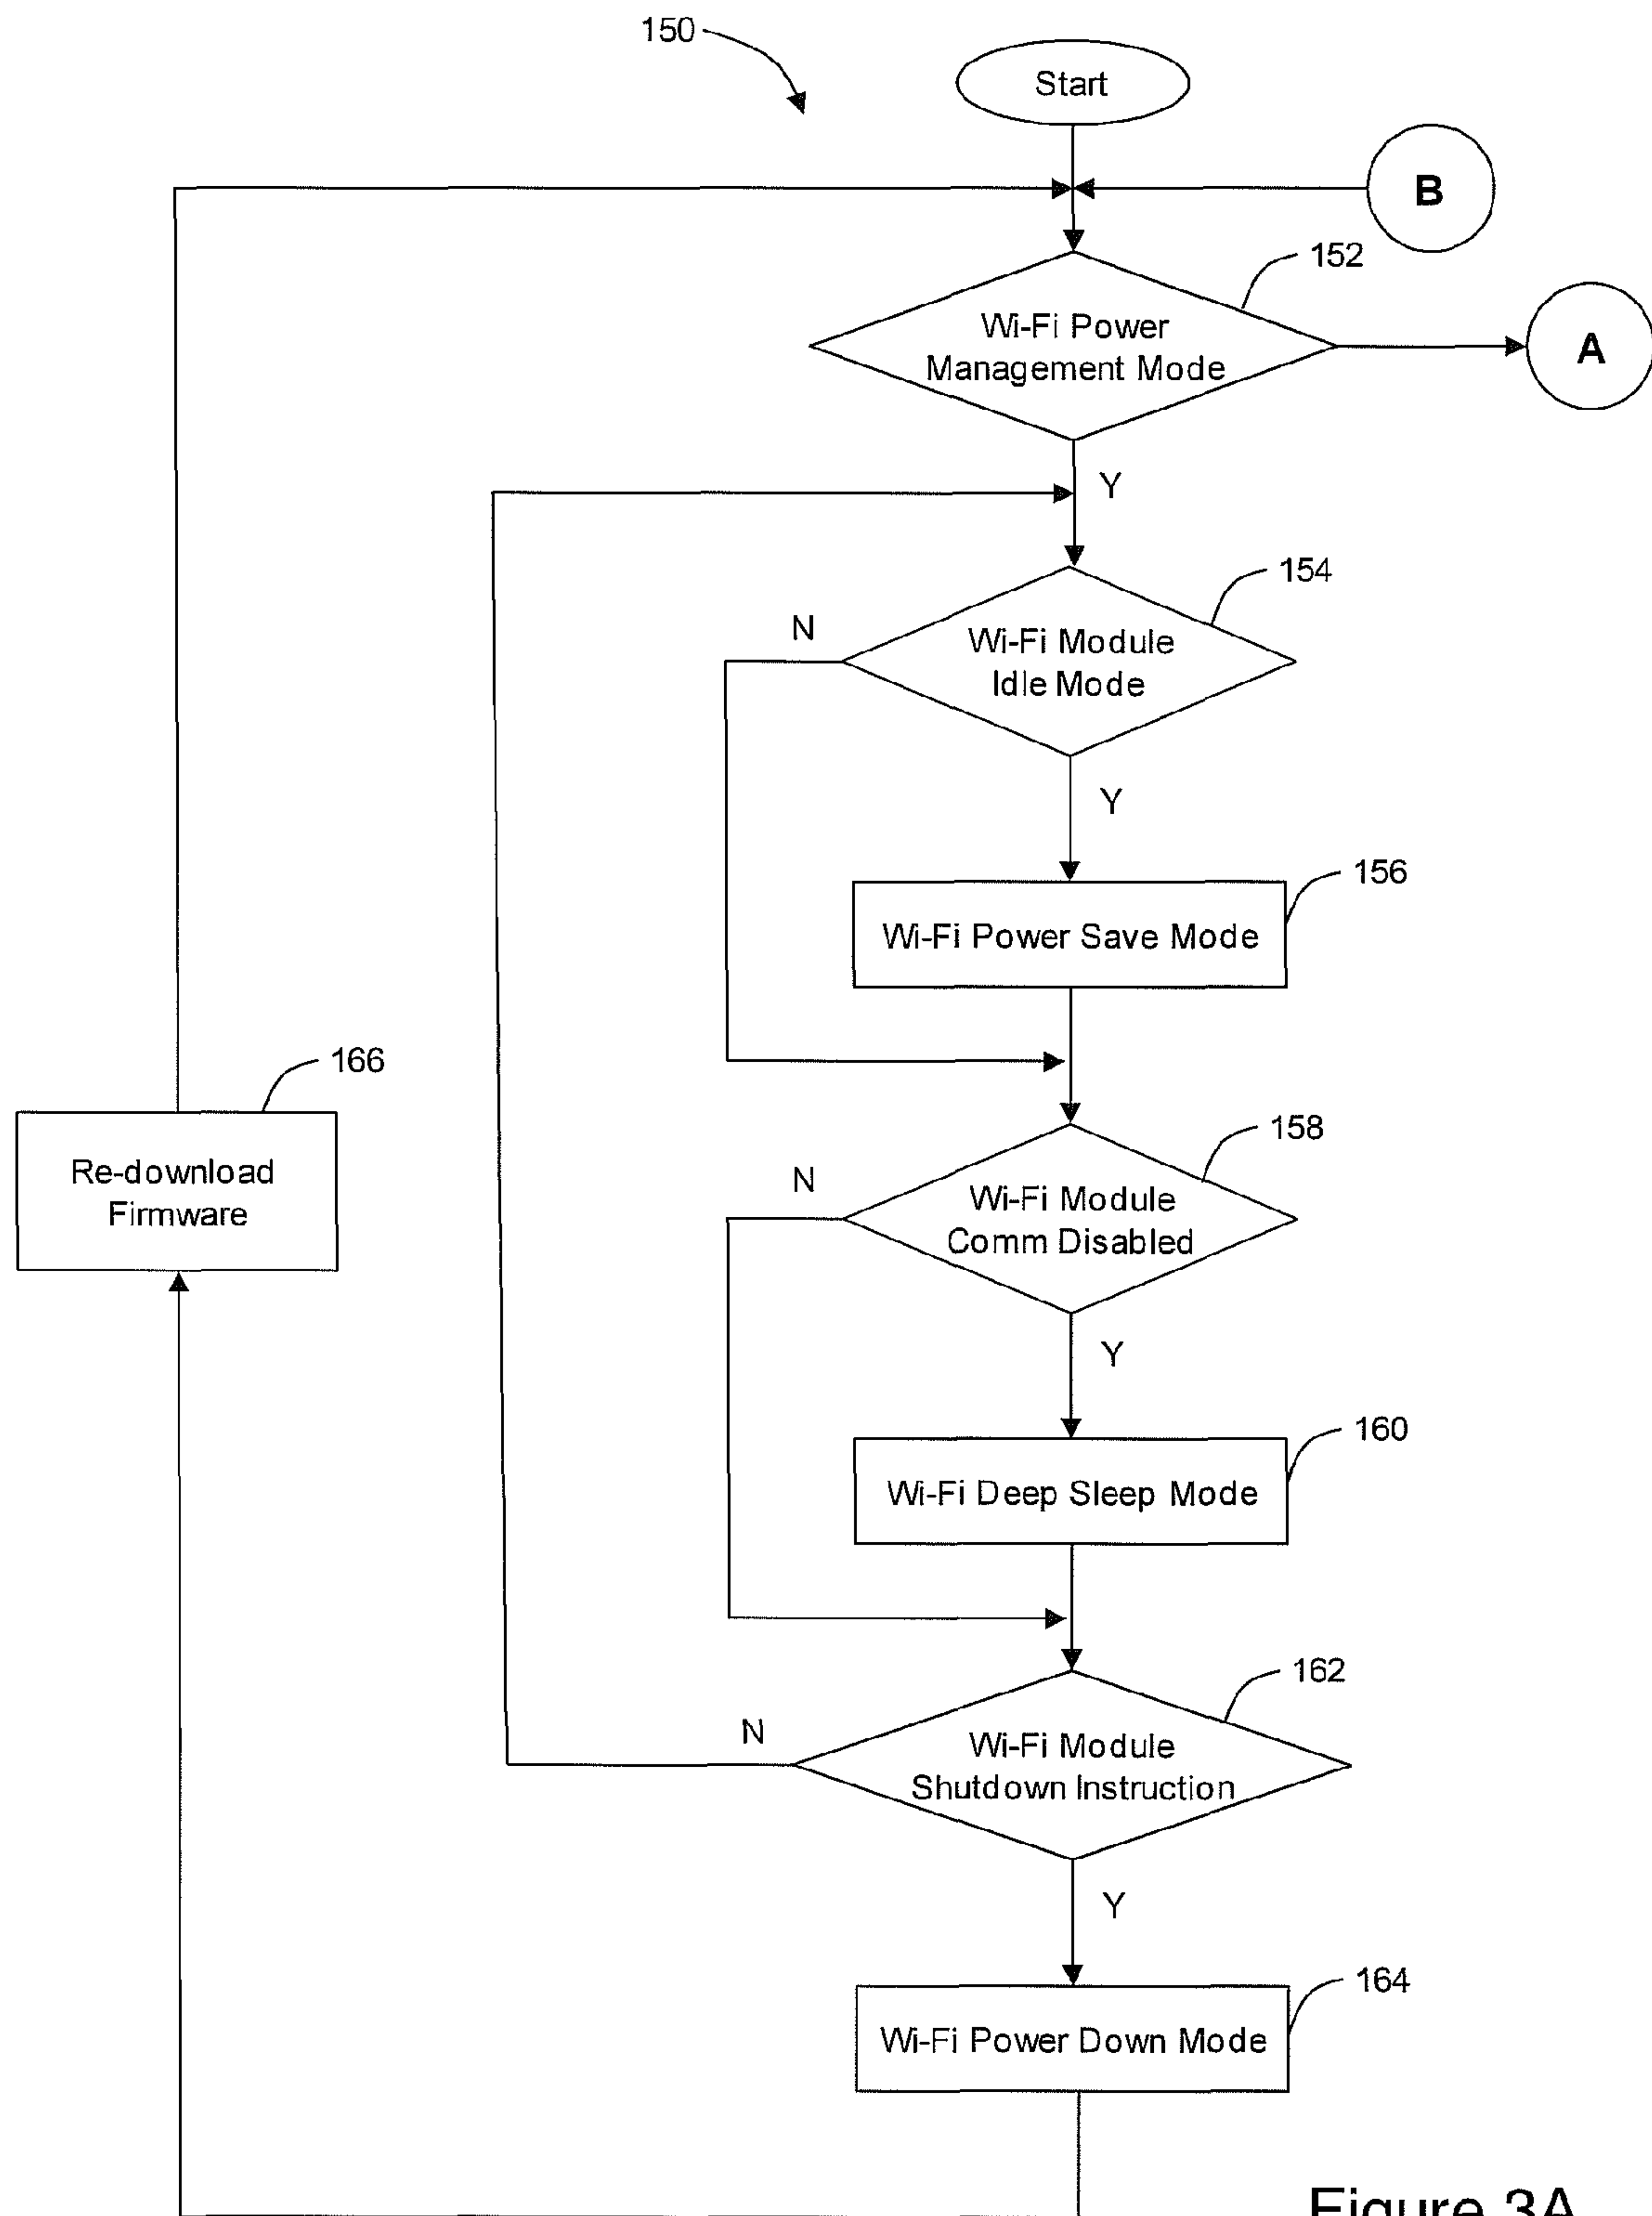 150
Start
B
152
Wi-Fi Power
Management Mode
A
Y
154
N
Wi-Fi Module
Idle Mode
Y
156
Wi-Fi Power Save Mode
166
Re-download
Firmware
158
N
Wi-Fi Module
Comm Disabled
Y
160
Wi-Fi Deep Sleep Mode
162
N
Wi-Fi Module
Shutdown Instruction
Y
164
Wi-Fi Power Down Mode
Figure 3A